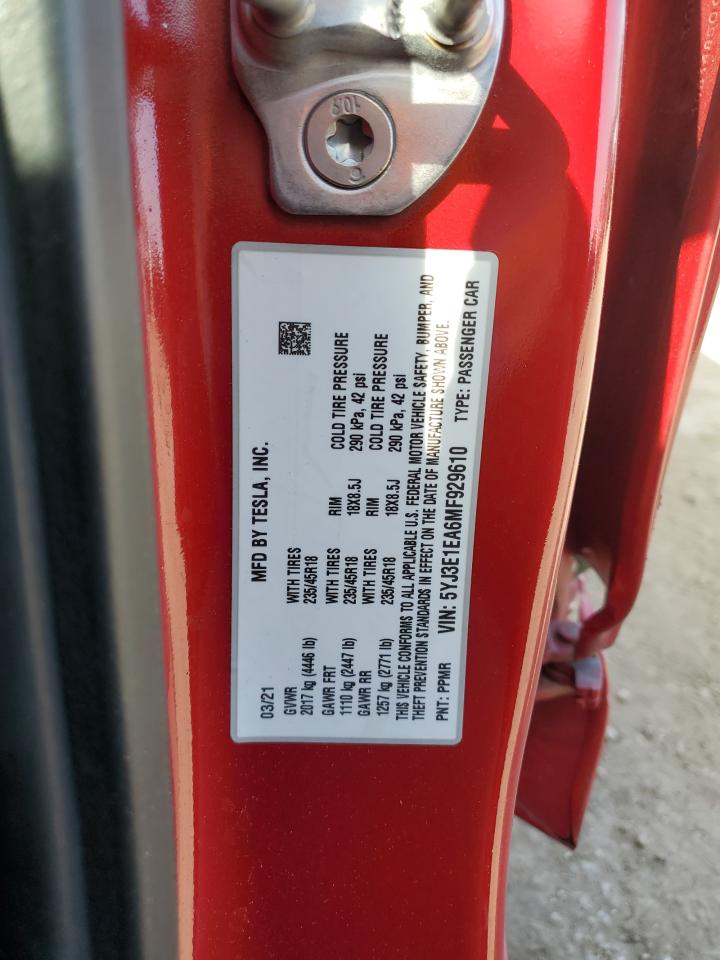 10.9
MFD BY TESLA, INC.
03/21
GVWR WITH TIRES
2017 kg (4446 lb) 235/45R18
GAWR FRT WITH TIRES RIM COLD TIRE PRESSURE
1110 kg (2447 lb) 235/45R18 18X8.5J 290 kPa, 42 psi
GAWR RR WITH TIRES RIM COLD TIRE PRESSURE
1257 kg (2771 lb) 235/45R18 18X8.5J 290 kPa, 42 psi
THIS VEHICLE CONFORMS TO ALL APPLICABLE U.S. FEDERAL MOTOR VEHICLE SAFETY, BUMPER, AND
THEFT PREVENTION STANDARDS IN EFFECT ON THE DATE OF MANUFACTURE SHOWN ABOVE.
PNT: PPMR VIN: 5YJ3E1EA6MF929610 TYPE: PASSENGER CAR